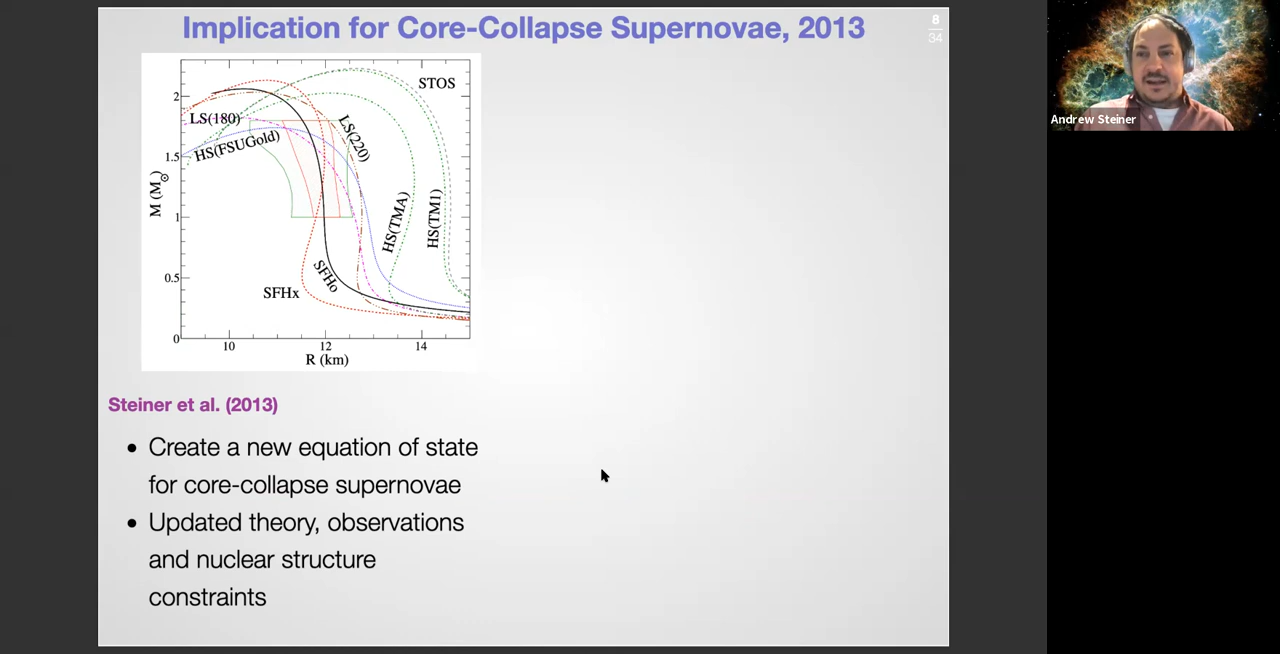 Implication for Core-Collapse Supernovae, 2013
8
34
STOS
2
LS(180)
LS(220)
HS(FSUGold)
1.5
M (M☉)
HS(TMA)
HS(TM1)
1
0.5
SFHo
SFHx
0
10
12
14
R (km)
Steiner et al. (2013)
• Create a new equation of state
for core-collapse supernovae
• Updated theory, observations
and nuclear structure
constraints
Andrew Steiner